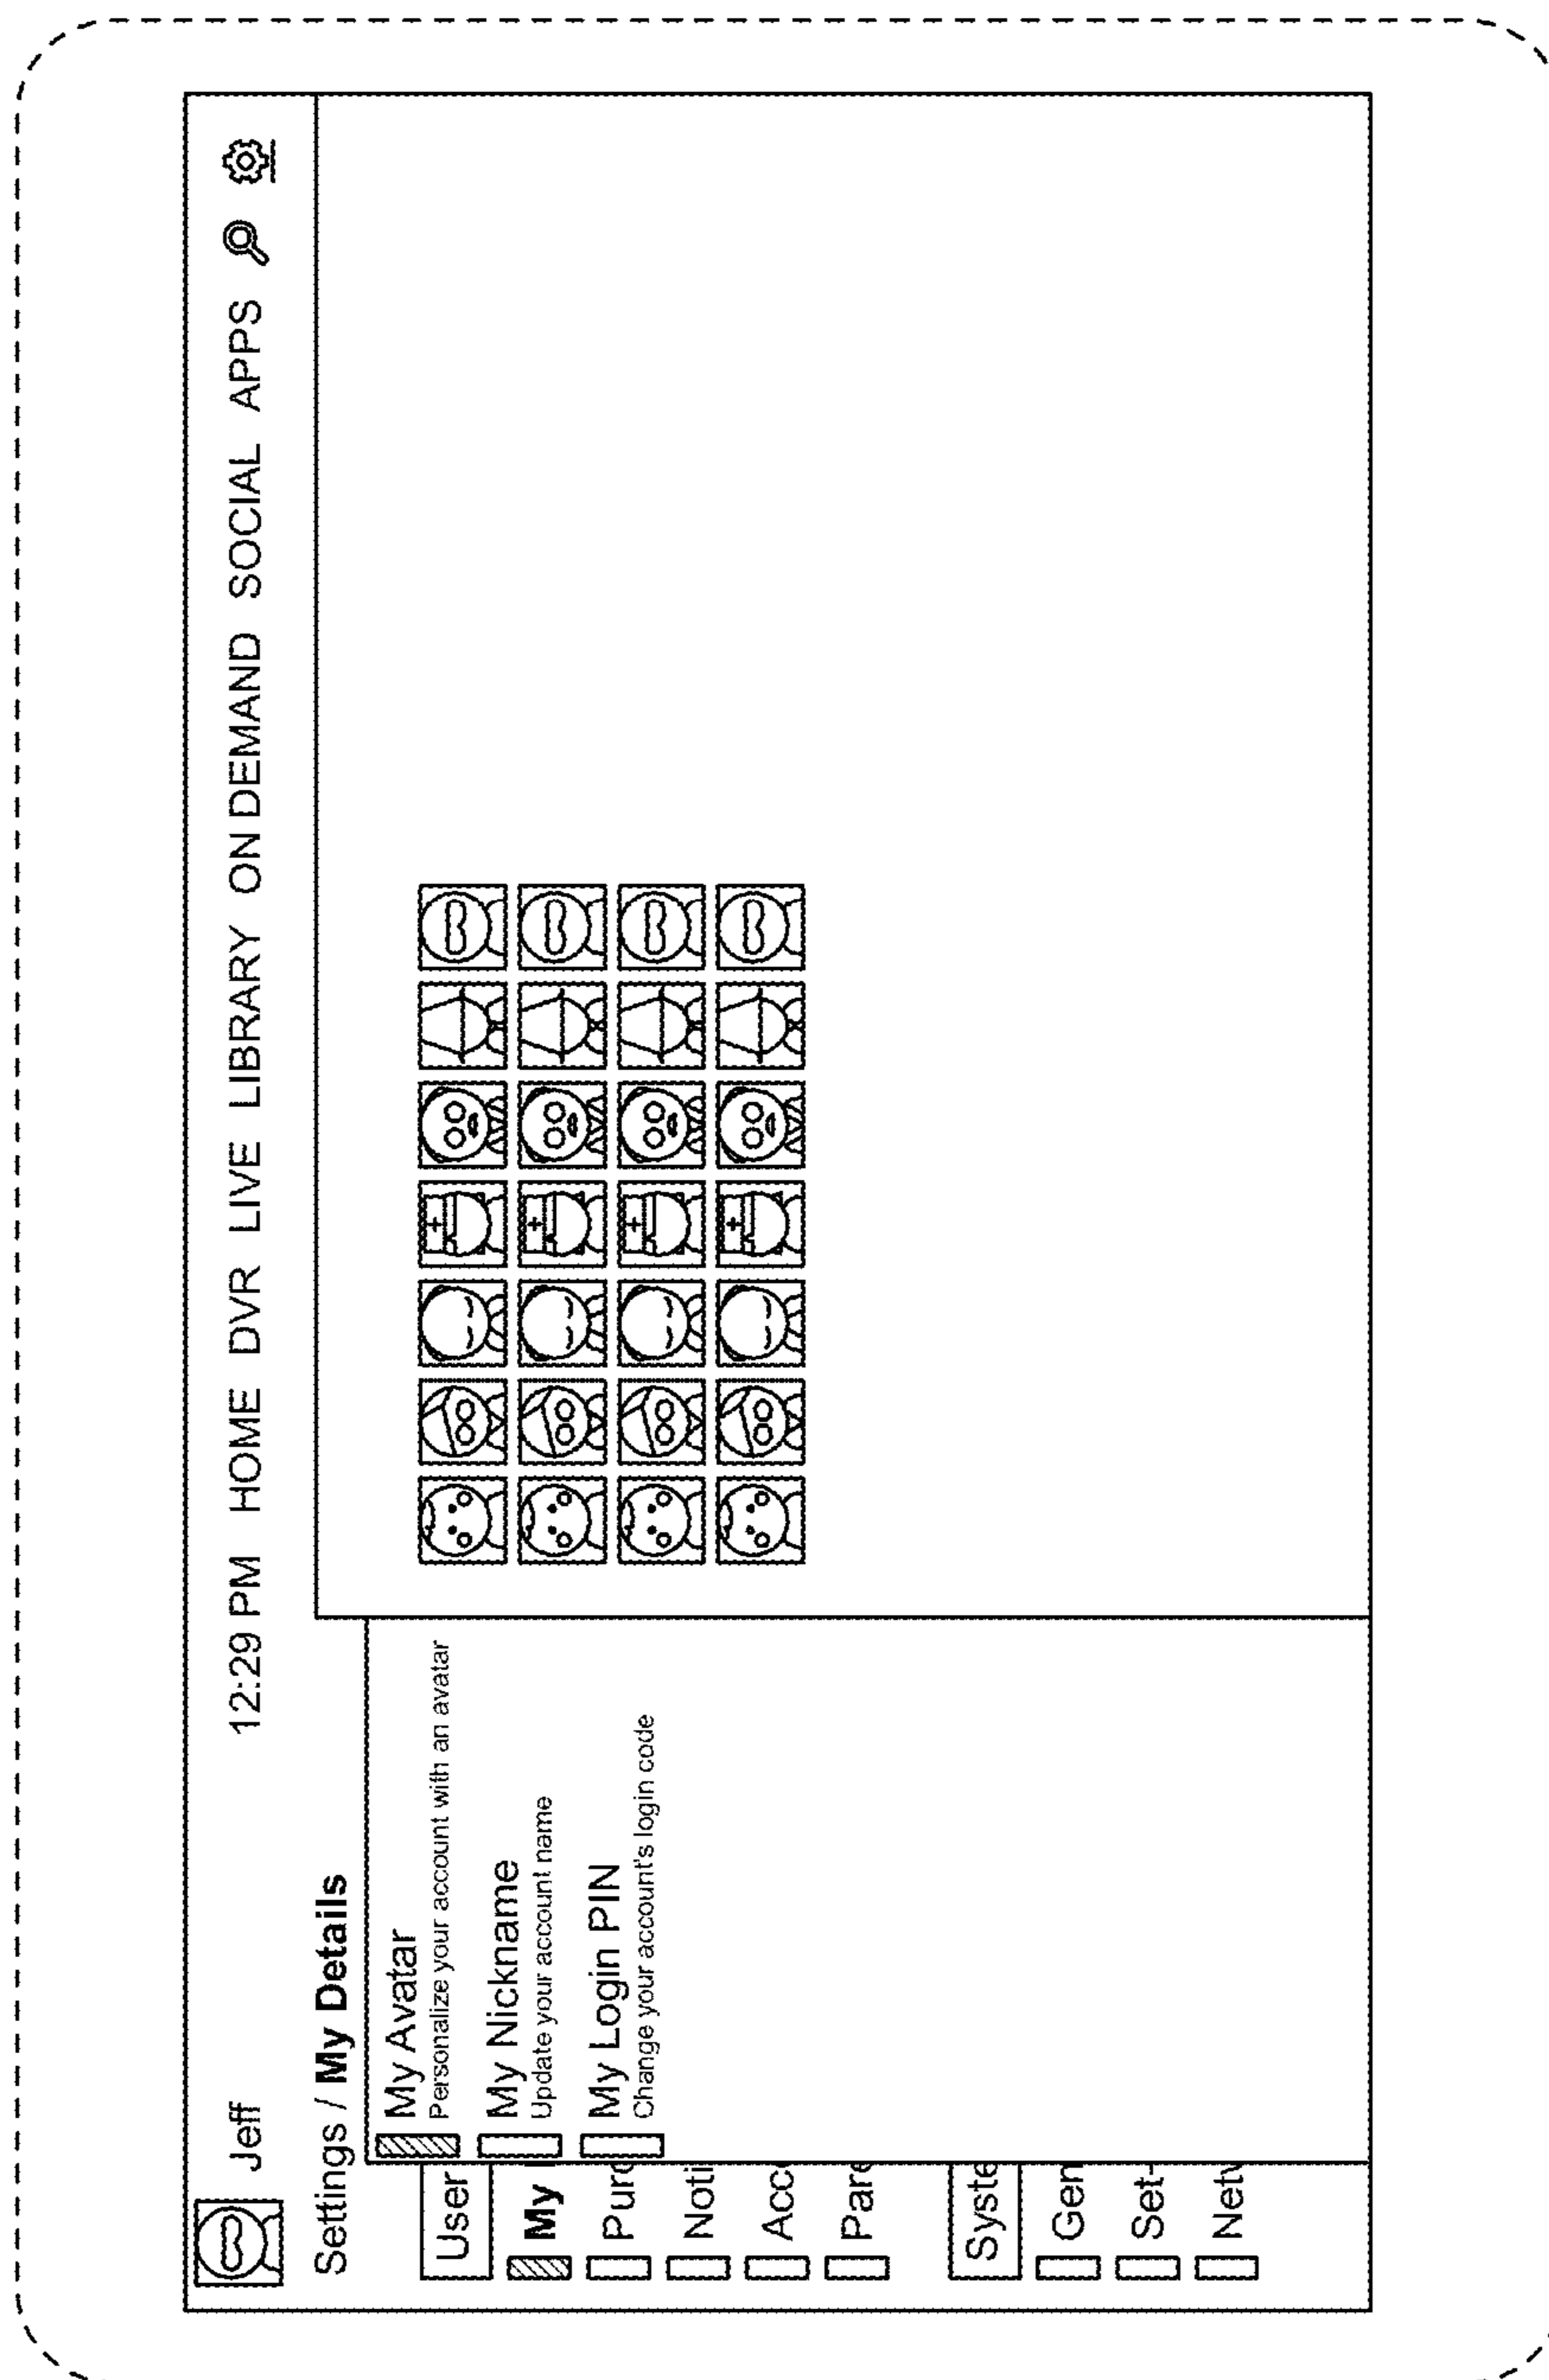 Jeff 12:29 PM HOME DVR LIVE LIBRARY ON DEMAND SOCIAL APPS
Settings / My Details
My Avatar
Personalize your account with an avatar
My Nickname
Update your account name
My Login PIN
Change your account's login code
User
My
Purc
Noti
Acc
Pare
Syste
Gen
Set-
Netv